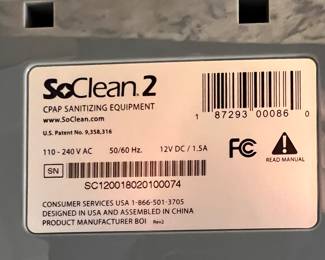 SoClean 2
CPAP SANITIZING EQUIPMENT
www.SoClean.com
U.S. Patent No. 9,358,316
1 87293 00086 0
110 - 240 V AC 50/60 Hz. 12V DC / 1.5A
FC
READ MANUAL
SN
SC120018020100074
CONSUMER SERVICES USA 1-866-501-3705
DESIGNED IN USA AND ASSEMBLED IN CHINA
PRODUCT MANUFACTURER BOI Rev2